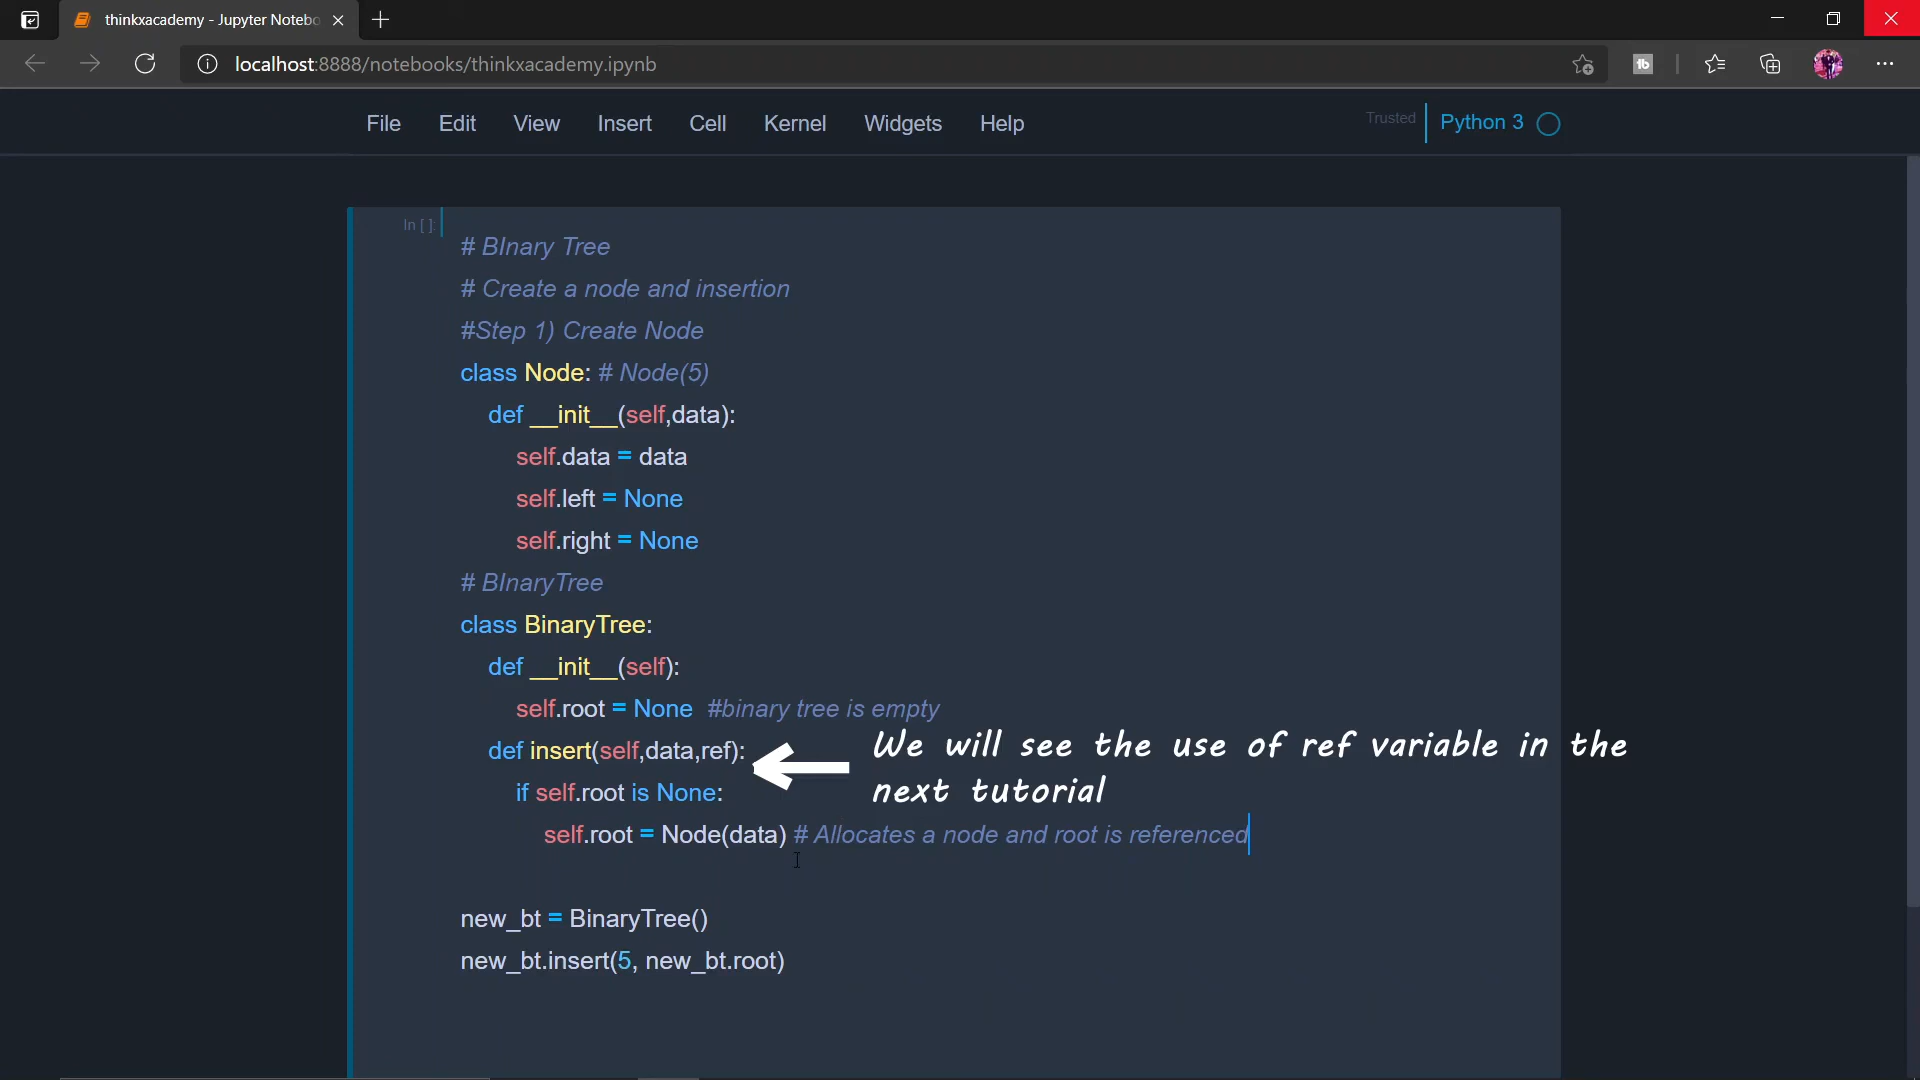 thinkxacademy - Jupyter Notebo
localhost:8888/notebooks/thinkxacademy.ipynb
File Edit View Insert Cell Kernel Widgets Help
Trusted Python 3
In [ ]:
# BInary Tree
# Create a node and insertion
#Step 1) Create Node
class Node: # Node(5)
def __init__(self,data):
self.data = data
self.left = None
self.right = None
# BInaryTree
class BinaryTree:
def __init__(self):
self.root = None #binary tree is empty
def insert(self,data,ref):
We will see the use of ref variable in the
next tutorial
if self.root is None:
self.root = Node(data) # Allocates a node and root is referenced
new_bt = BinaryTree()
new_bt.insert(5, new_bt.root)